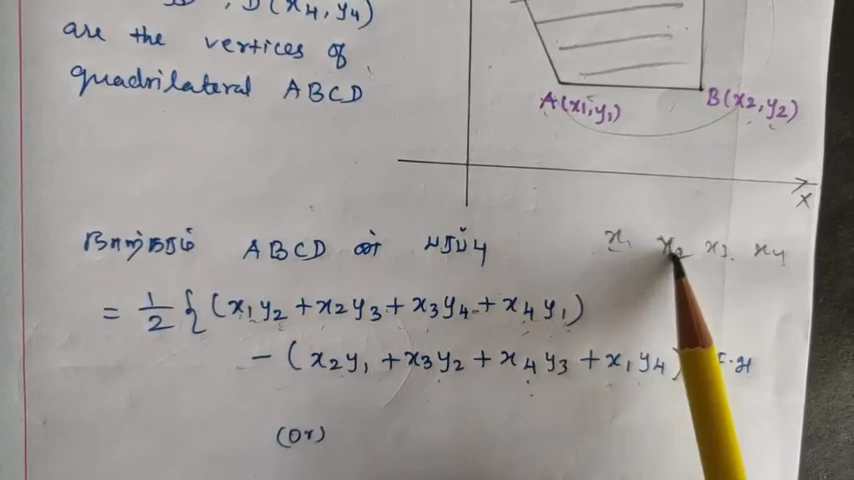 , D(x4, y4)
are the vertices of
quadrilateral ABCD
A(x1, y1)
B(x2, y2)
X
நாற்கரம் ABCD ன் பரப்பு
x1 x2 x3. x4
= 1/2 { (x1y2 + x2y3 + x3y4 + x4y1)
- (x2y1 + x3y2 + x4y3 + x1y4)
(Or)